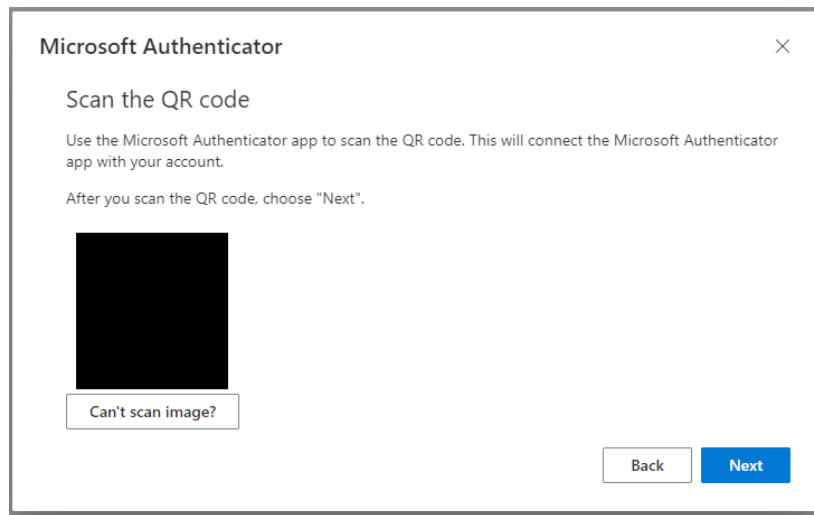 Microsoft Authenticator
Scan the QR code
Use the Microsoft Authenticator app to scan the QR code. This will connect the Microsoft Authenticator
app with your account.
After you scan the QR code, choose "Next".
Can't scan image?
Back
Next